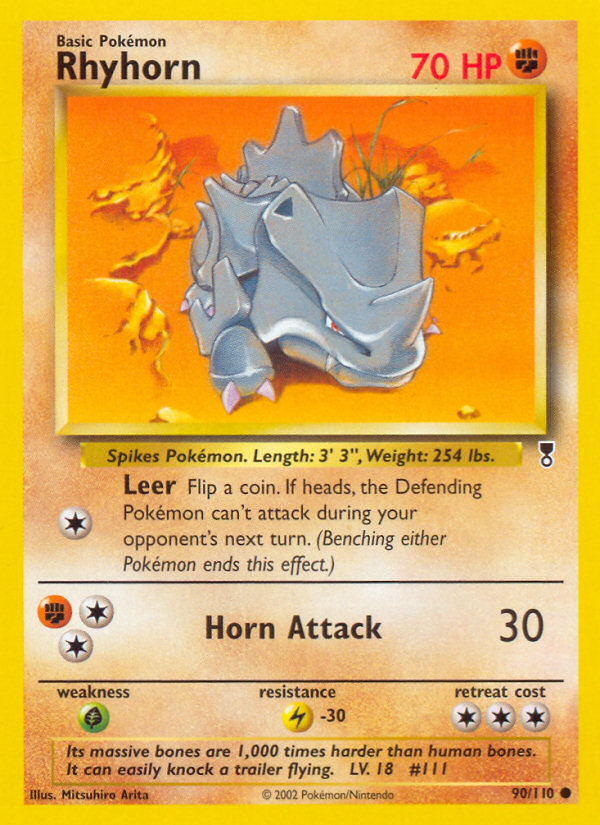 Basic Pokémon
Rhyhorn
70 HP
Spikes Pokémon. Length: 3' 3", Weight: 254 lbs.
Leer Flip a coin. If heads, the Defending
Pokémon can't attack during your
opponent's next turn. (Benching either
Pokémon ends this effect.)
Horn Attack 30
weakness resistance retreat cost
-30
Its massive bones are 1,000 times harder than human bones.
It can easily knock a trailer flying. LV. 18 #111
Illus. Mitsuhiro Arita © 2002 Pokémon/Nintendo 90/110